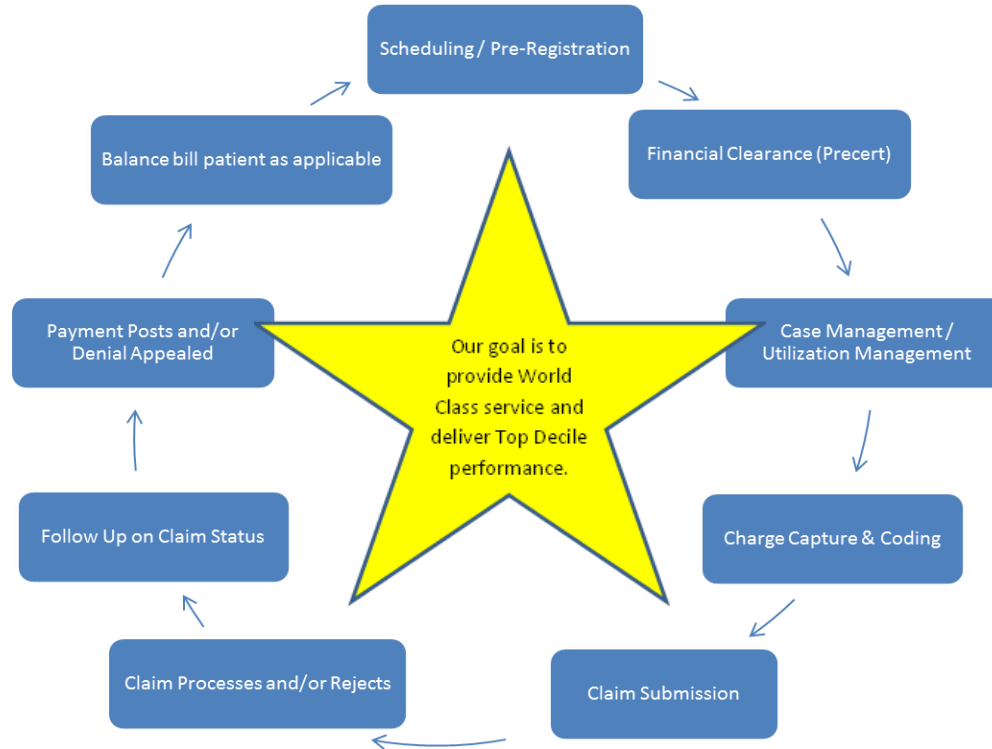 Scheduling / Pre-Registration
Financial Clearance (Precert)
Case Management /
Utilization Management
Charge Capture & Coding
Claim Submission
Claim Processes and/or Rejects
Follow Up on Claim Status
Payment Posts and/or
Denial Appealed
Balance bill patient as applicable
Our goal is to
provide World
Class service and
deliver Top Decile
performance.